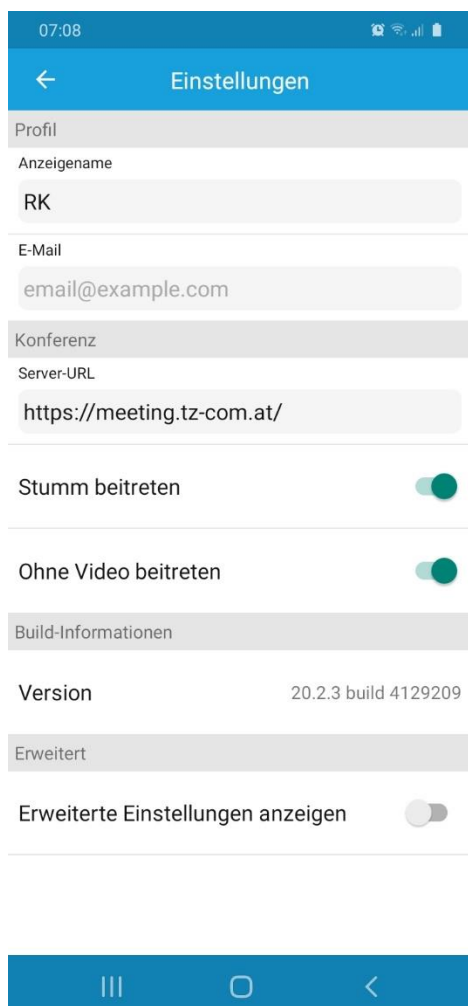 07:08
Einstellungen
Profil
Anzeigename
RK
E-Mail
email@example.com
Konferenz
Server-URL
https://meeting.tz-com.at/
Stumm beitreten
Ohne Video beitreten
Build-Informationen
Version 20.2.3 build 4129209
Erweitert
Erweiterte Einstellungen anzeigen